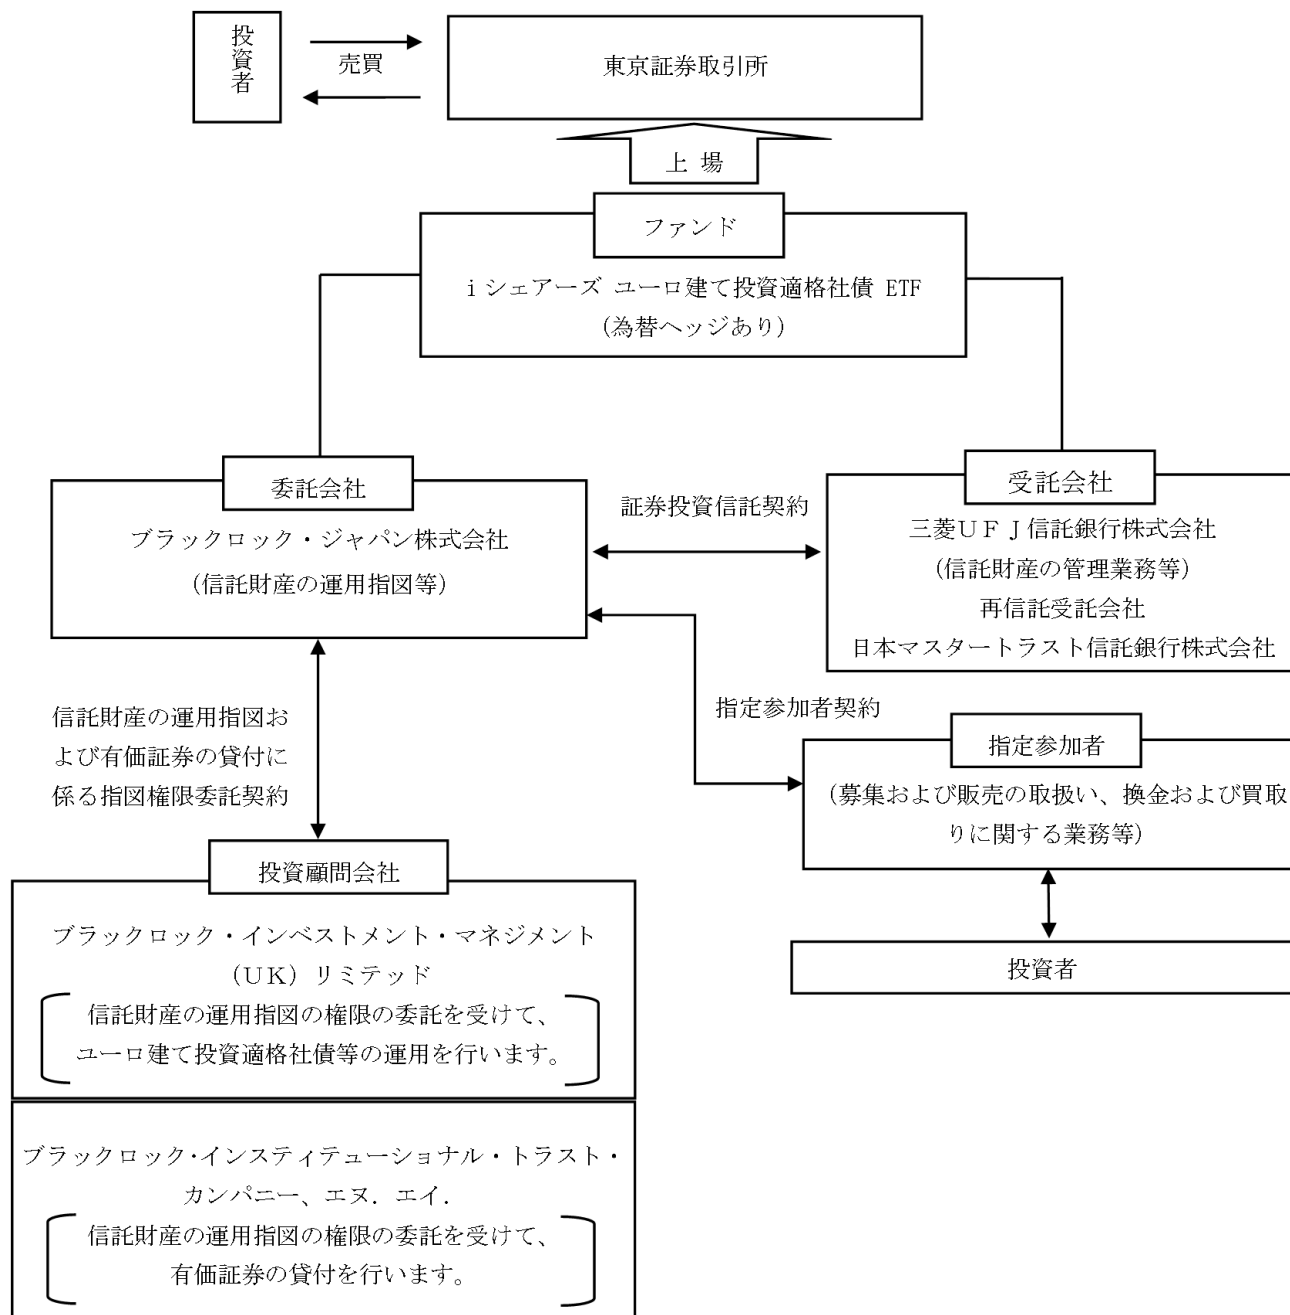 投資者
売買
東京証券取引所
上 場
ファンド
i シェアーズ ユーロ建て投資適格社債 ETF
(為替ヘッジあり)
委託会社
ブラックロック・ジャパン株式会社
(信託財産の運用指図等)
証券投資信託契約
受託会社
三菱ＵＦＪ信託銀行株式会社
(信託財産の管理業務等)
再信託受託会社
日本マスタートラスト信託銀行株式会社
信託財産の運用指図お
よび有価証券の貸付に
係る指図権限委託契約
指定参加者契約
指定参加者
(募集および販売の取扱い、換金および買取
りに関する業務等)
投資者
投資顧問会社
ブラックロック・インベストメント・マネジメント
（ＵＫ）リミテッド
信託財産の運用指図の権限の委託を受けて、
ユーロ建て投資適格社債等の運用を行います。
ブラックロック・インスティテューショナル・トラスト・
カンパニー、エヌ．エイ．
信託財産の運用指図の権限の委託を受けて、
有価証券の貸付を行います。